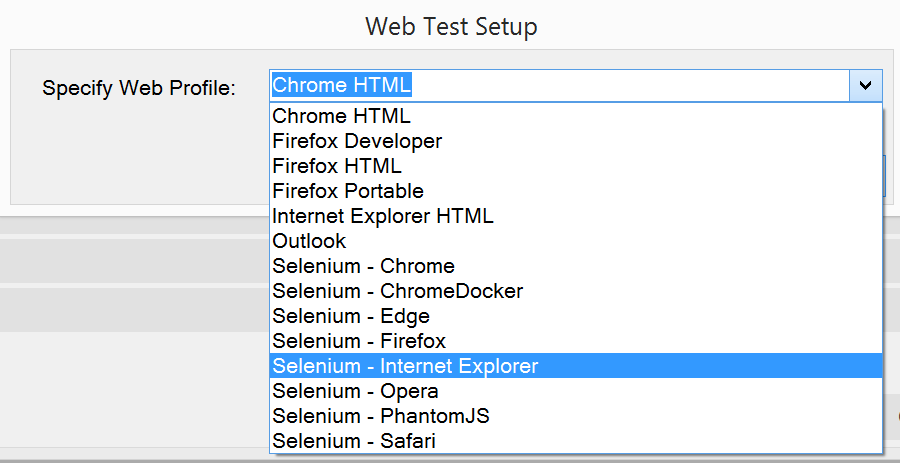 Web Test Setup
Specify Web Profile: Chrome HTML
Chrome HTML
Firefox Developer
Firefox HTML
Firefox Portable
Internet Explorer HTML
Outlook
Selenium - Chrome
Selenium - ChromeDocker
Selenium - Edge
Selenium - Firefox
Selenium - Internet Explorer
Selenium - Opera
Selenium - PhantomJS
Selenium - Safari